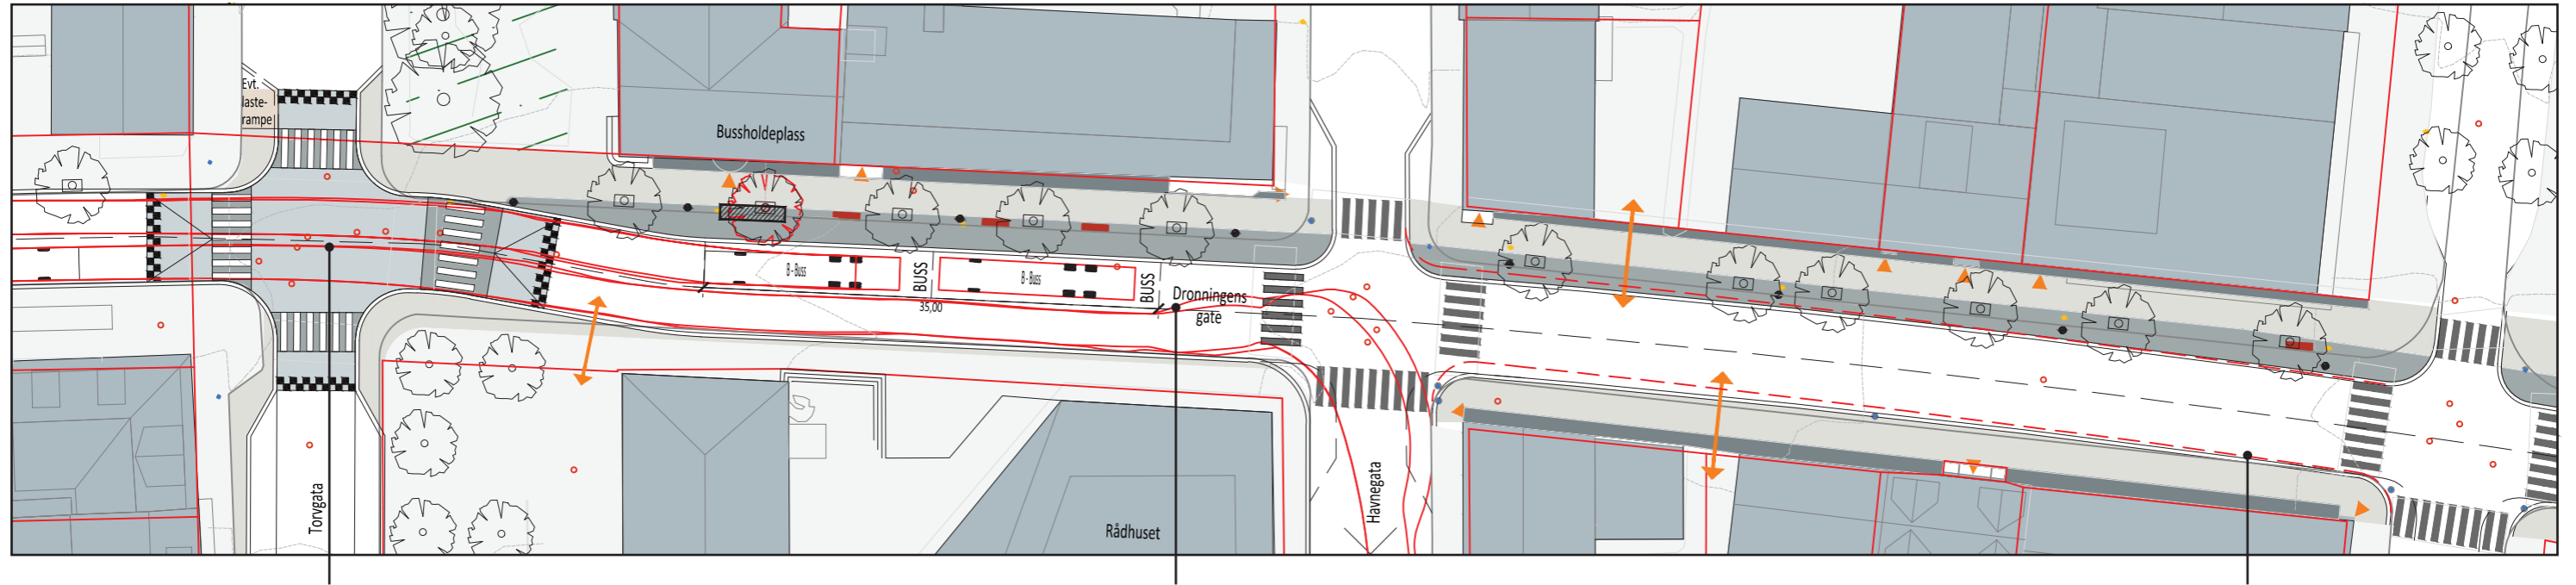 Evt.
laste-
rampe
Bussholdeplass
B - Buss
BUSS
B - Buss
BUSS
35,00
Dronningens
gate
Torvgata
Havnegata
Rådhuset